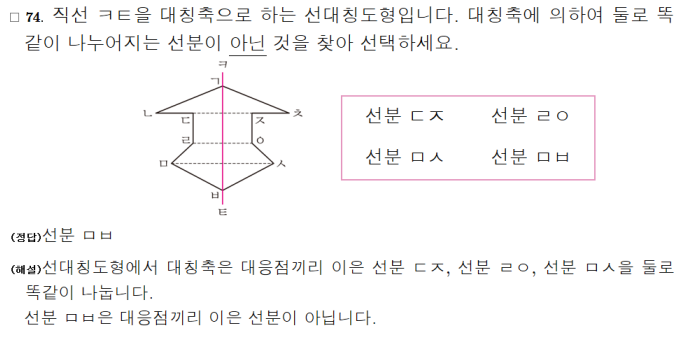 □ 74. 직선 ㅋㅌ을 대칭축으로 하는 선대칭도형입니다. 대칭축에 의하여 둘로 똑
같이 나누어지는 선분이 아닌 것을 찾아 선택하세요.
ㅋ
ㄱ
ㄴ ㄷ ㅈ ㅊ
ㄹ ㅇ
ㅁ ㅅ
ㅂ
ㅌ
선분 ㄷㅈ 선분 ㄹㅇ
선분 ㅁㅅ 선분 ㅁㅂ
(정답)선분 ㅁㅂ
(해설)선대칭도형에서 대칭축은 대응점끼리 이은 선분 ㄷㅈ, 선분 ㄹㅇ, 선분 ㅁㅅ을 둘로
똑같이 나눕니다.
선분 ㅁㅂ은 대응점끼리 이은 선분이 아닙니다.